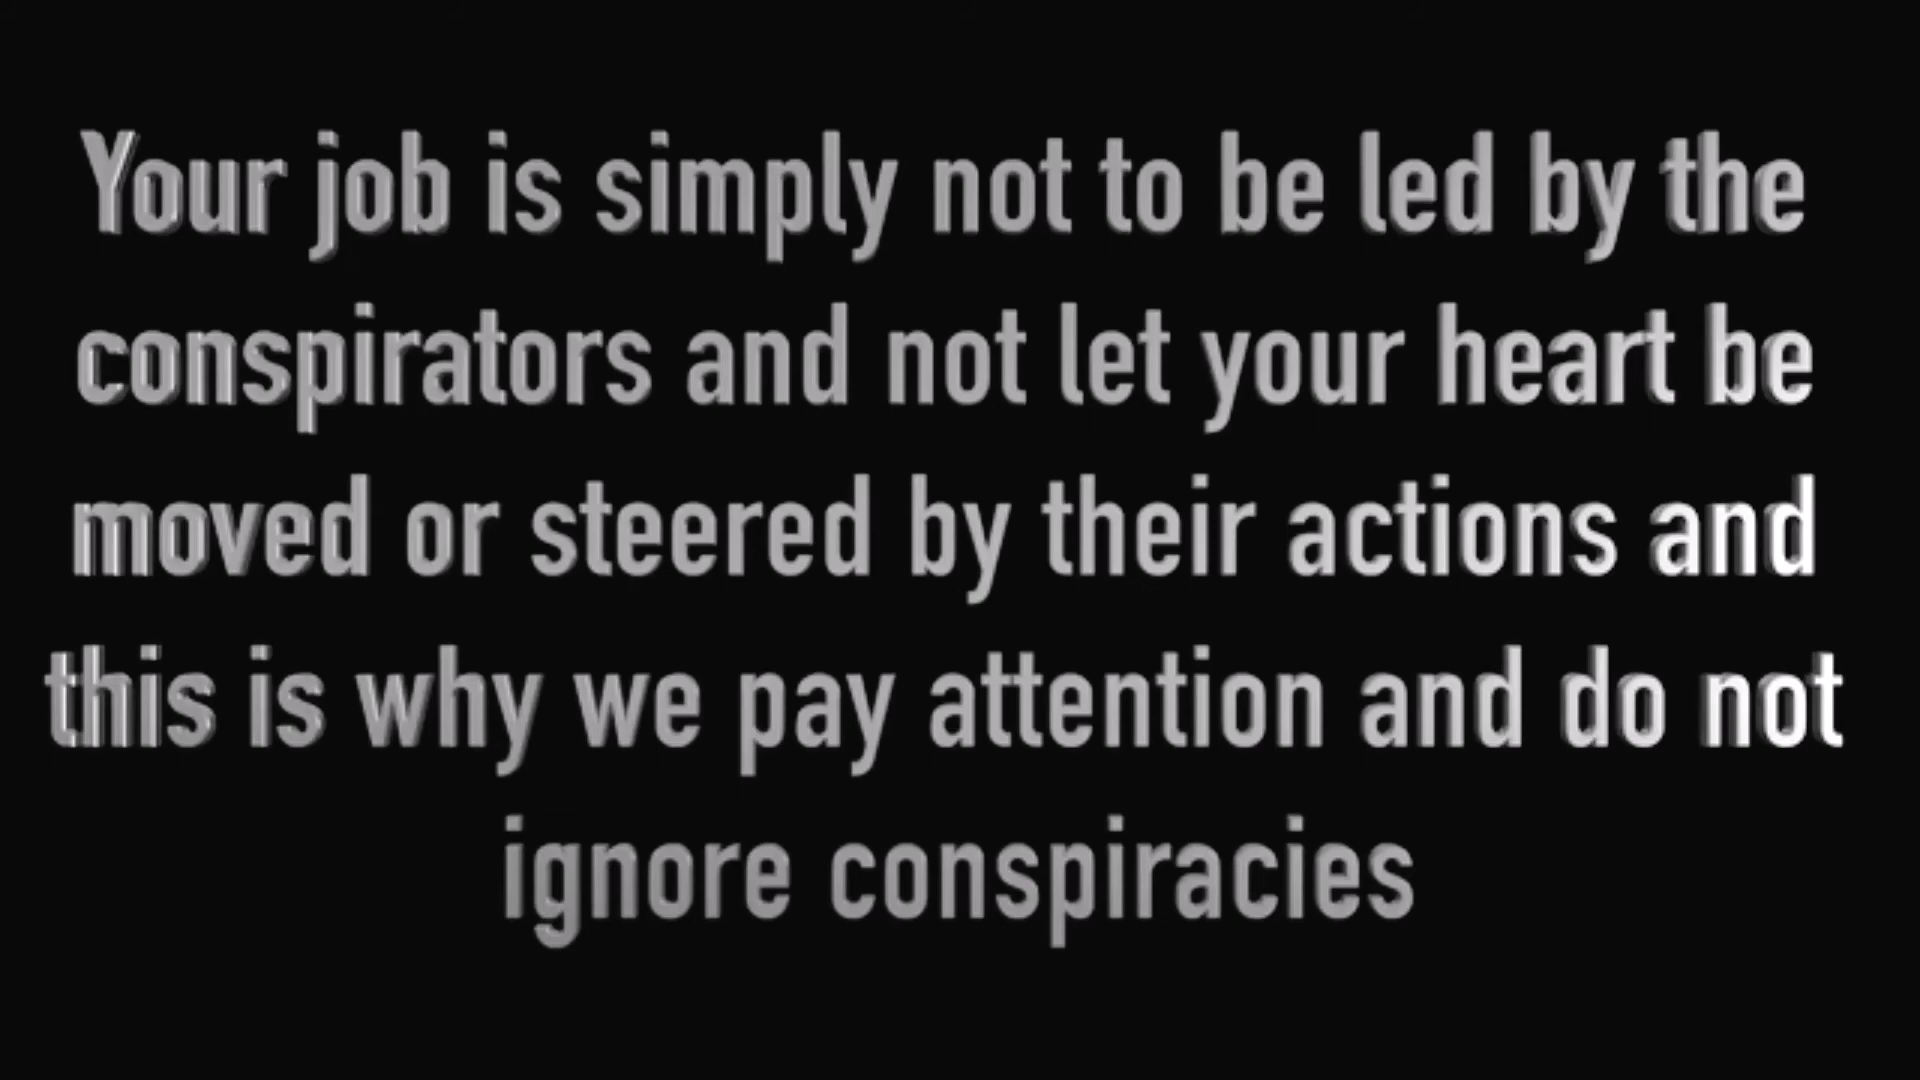 Your job is simply not to be led by the
conspirators and not let your heart be
moved or steered by their actions and
this is why we pay attention and do not
ignore conspiracies